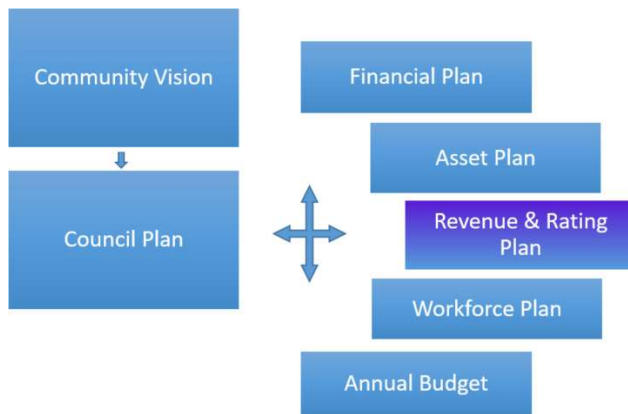 Community Vision
Council Plan
Financial Plan
Asset Plan
Revenue & Rating
Plan
Workforce Plan
Annual Budget